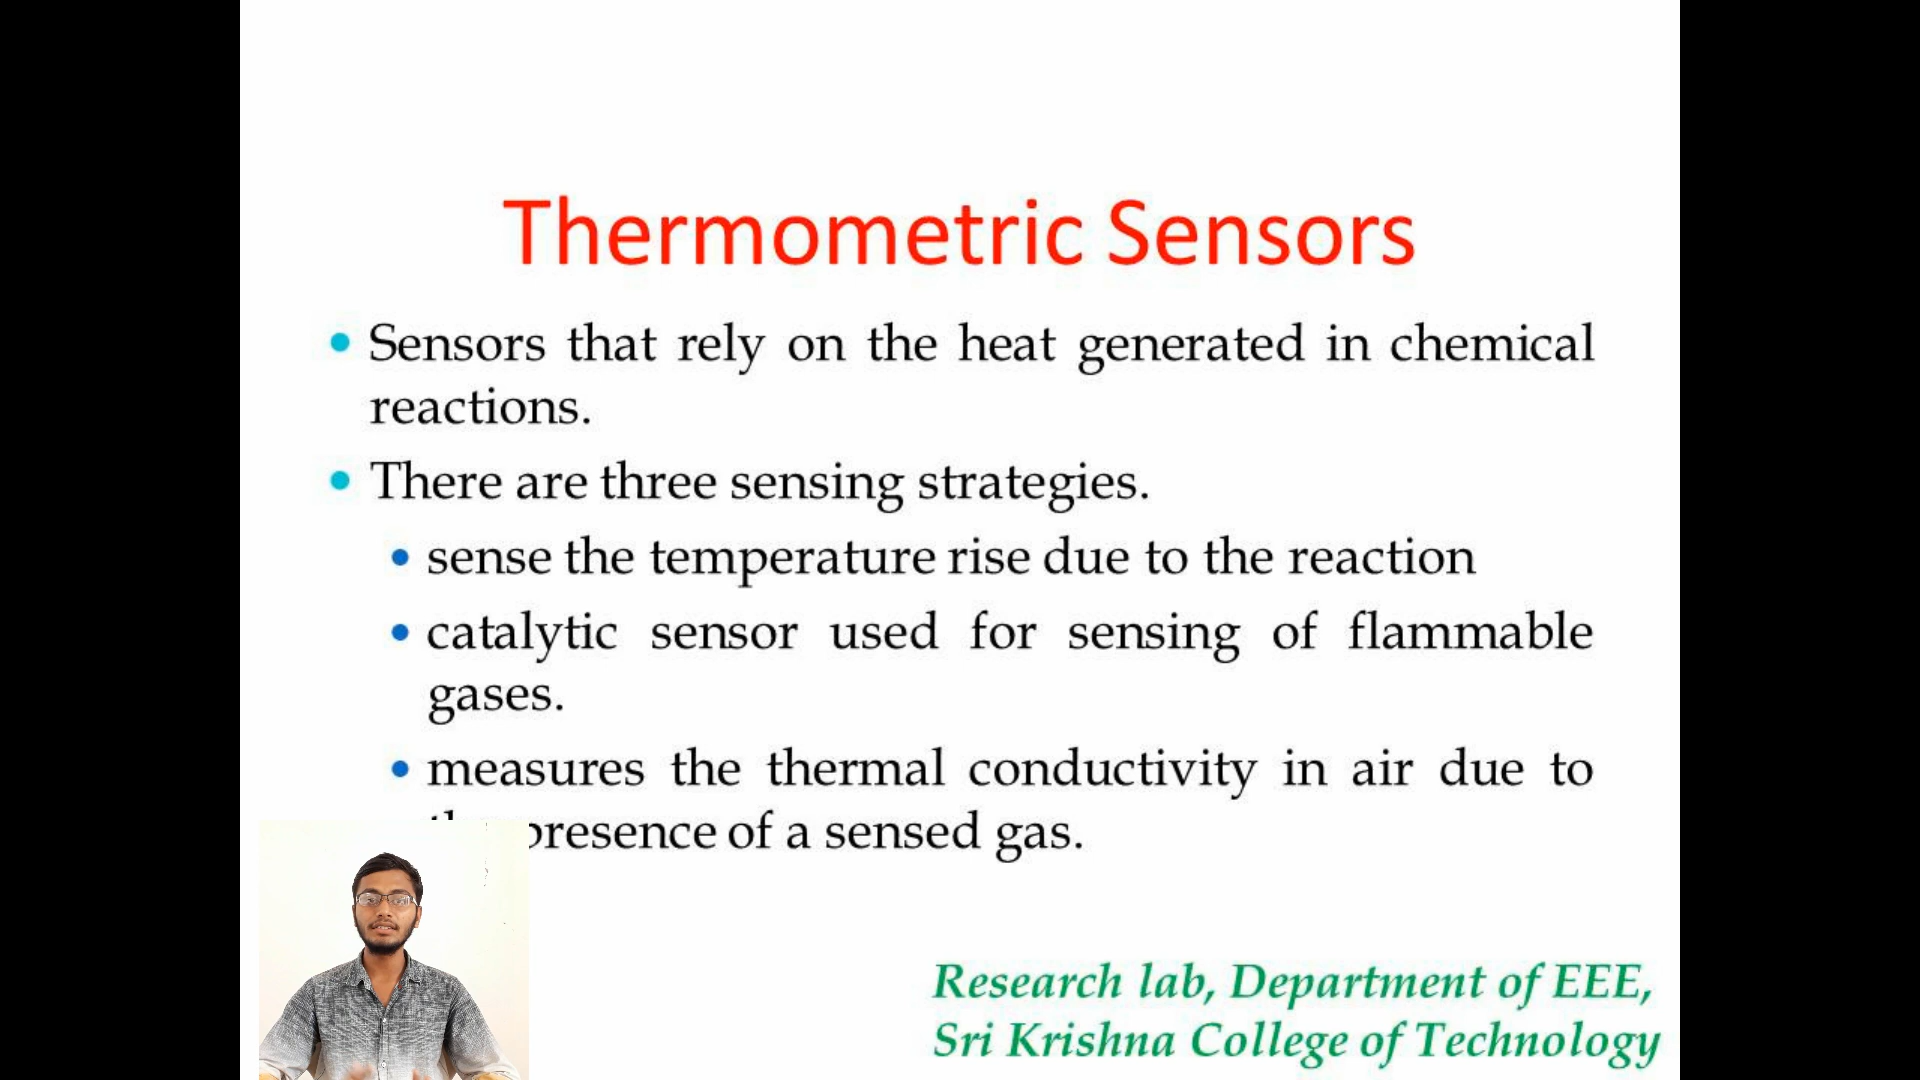 Thermometric Sensors
Sensors that rely on the heat generated in chemical
reactions.
There are three sensing strategies.
sense the temperature rise due to the reaction
catalytic sensor used for sensing of flammable
gases.
measures the thermal conductivity in air due to
presence of a sensed gas.
Research lab, Department of EEE,
Sri Krishna College of Technology